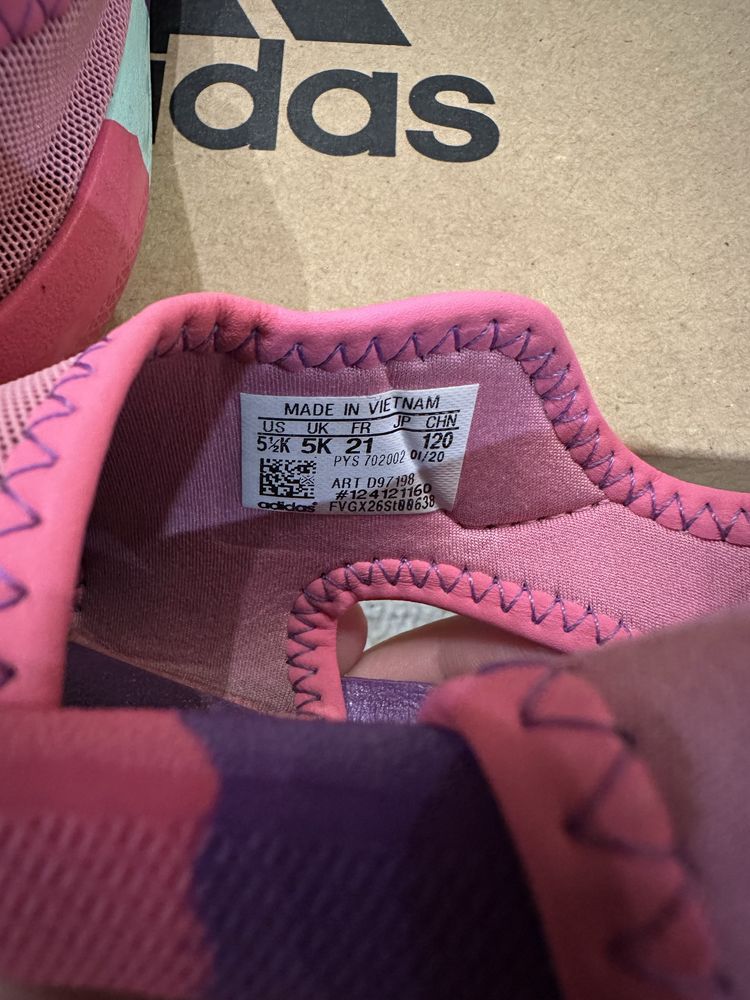 adidas
MADE IN VIETNAM
US UK FR JP CHN
5½K 5K 21 120
PYS 702002 01/20
ART D97198
#124121160
adidas